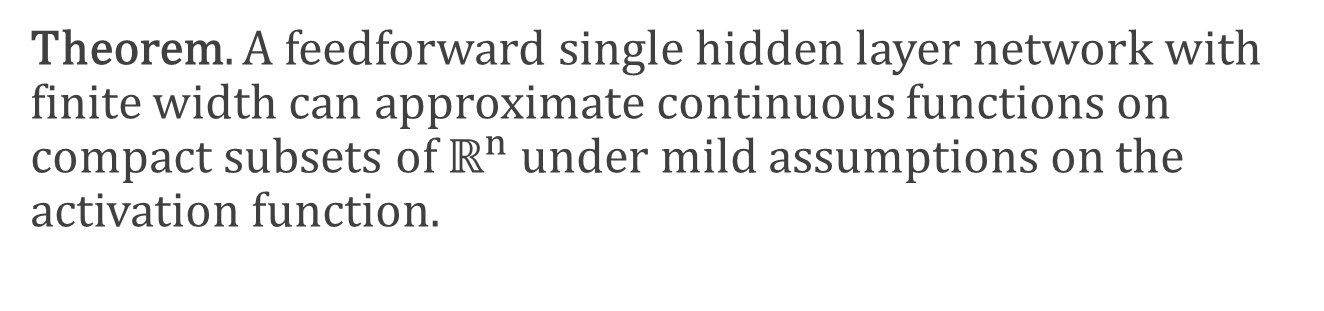 Theorem. A feedforward single hidden layer network with
finite width can approximate continuous functions on
compact subsets of ℝⁿ under mild assumptions on the
activation function.